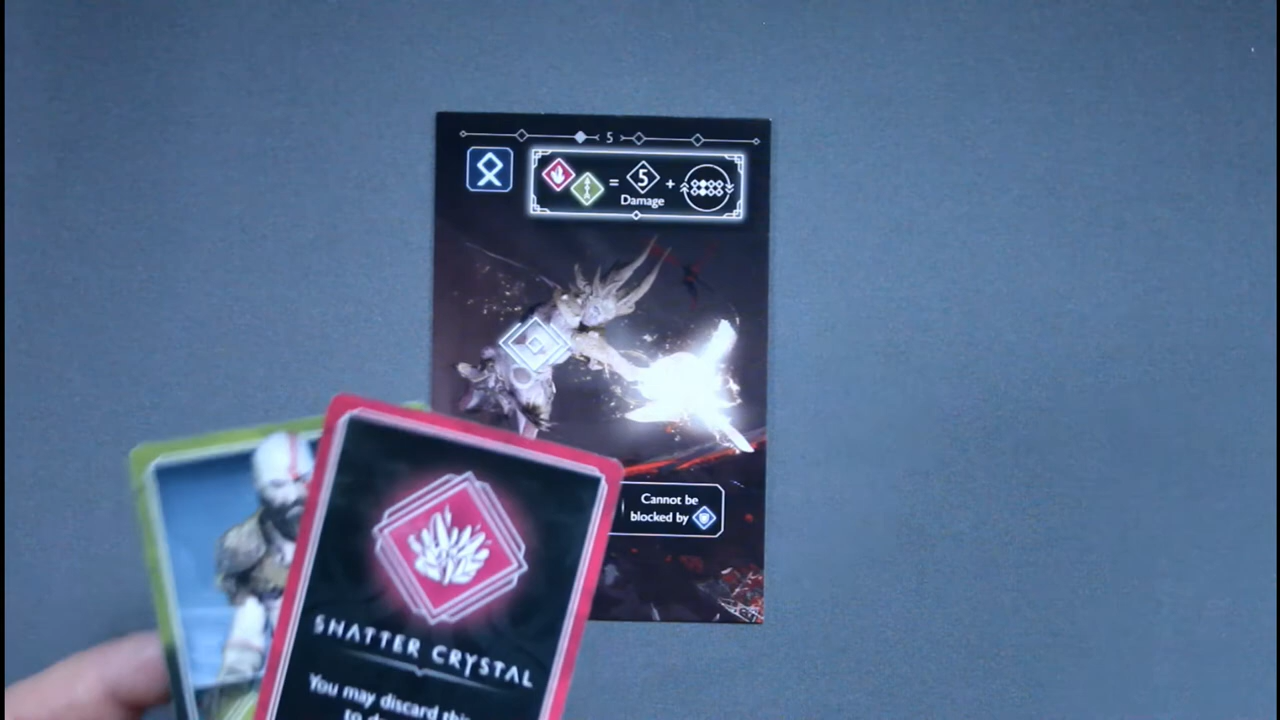 5
= 5 +
Damage
Cannot be
blocked by
SHATTER CRYSTAL
You may discard this